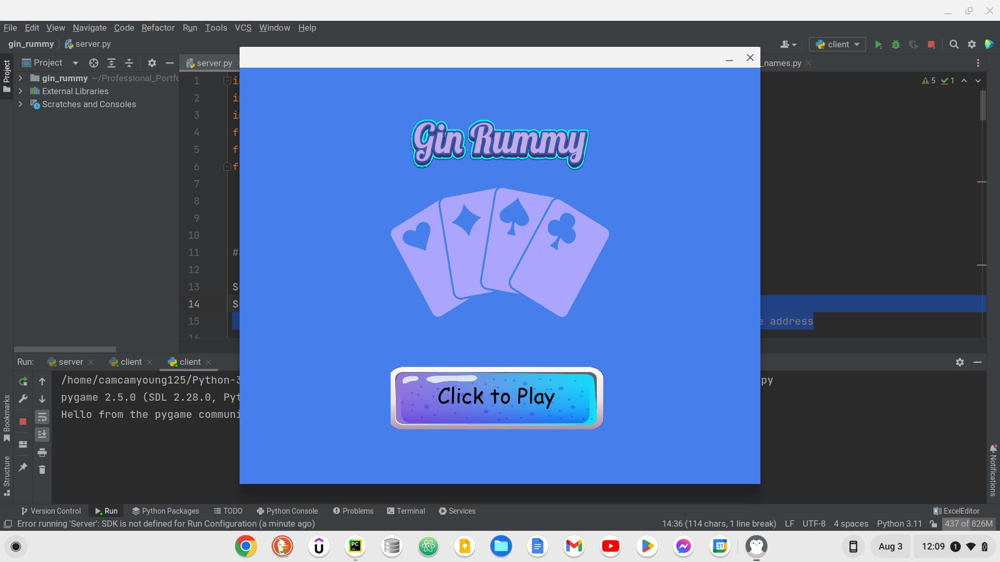 File Edit View Navigate Code Refactor Run Tools VCS Window Help
gin_rummy server.py
client
Project
server.py
_names.py
Project
gin_rummy ~/Professional_Portfo
External Libraries
Scratches and Consoles
5 1
1
2
3
4
5
6
7
8
9
10
11
12
13
14
15
16
address
Gin Rummy
Click to Play
Run: server client client
/home/camcamyoung125/Python-3
py
pygame 2.5.0 (SDL 2.28.0, Pyt
Hello from the pygame communi
Bookmarks
Structure
Notifications
Version Control Run Python Packages TODO Python Console Problems Terminal Services ExcelEditor
Error running 'Server': SDK is not defined for Run Configuration (a minute ago) 14:36 (114 chars, 1 line break) LF UTF-8 4 spaces Python 3.11 437 of 826M
PC
31
Aug 3 12:09 1